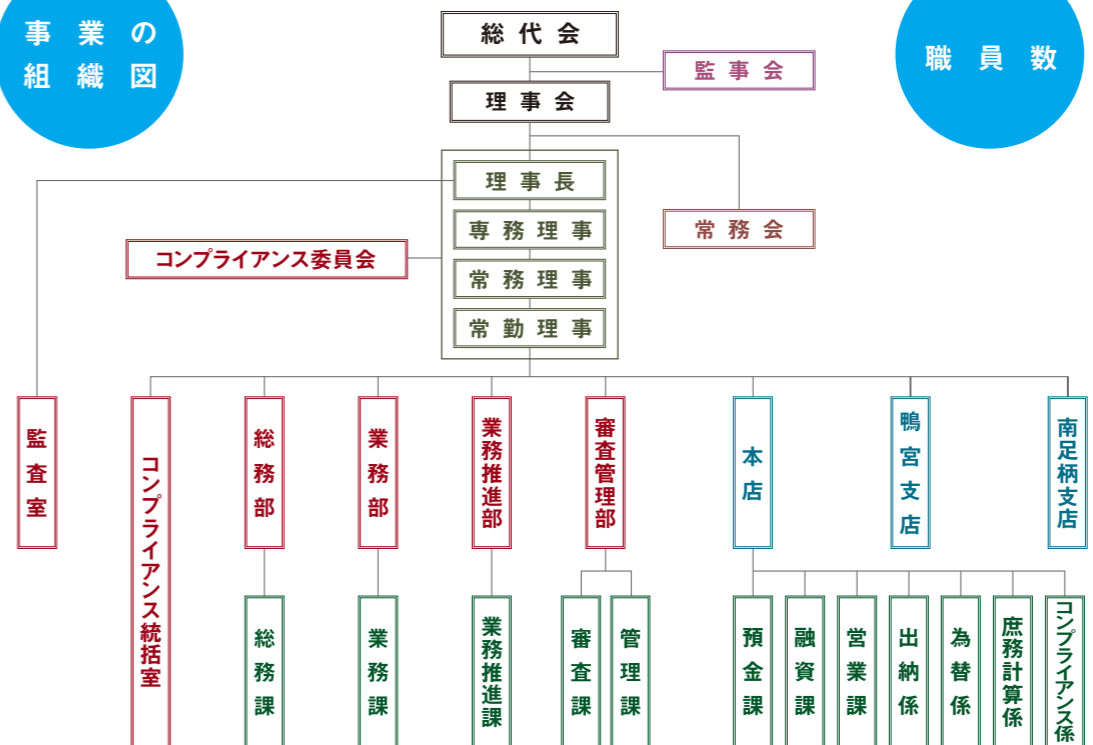 事業の
組織図
職員数
総代会
監事会
理事会
理事長
専務理事
常務会
コンプライアンス委員会
常務理事
常勤理事
監査室
コンプライアンス統括室
総務部
業務部
業務推進部
審査管理部
本店
鴨宮支店
南足柄支店
総務課
業務課
業務推進課
審査課
管理課
預金課
融資課
営業課
出納係
為替係
庶務計算係
コンプライアンス係